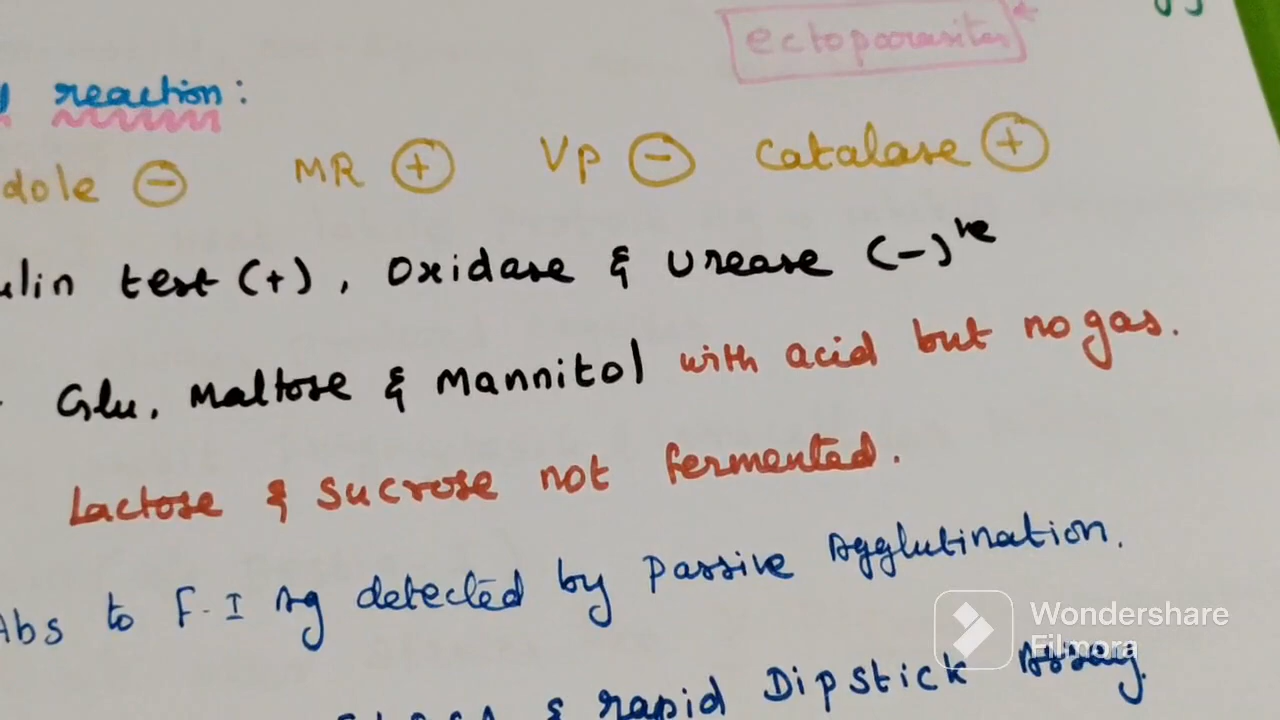 ectoparasites
reaction:
dole (-) MR (+) VP (-) Catalase (+)
ulin test (+), Oxidase & Urease (-)ve
Glu, Maltose & Mannitol with acid but no gas.
Lactose & Sucrose not fermented.
Abs to F-I Ag detected by Passive Agglutination.
& rapid Dipstick Assay.
Wondershare
Filmora